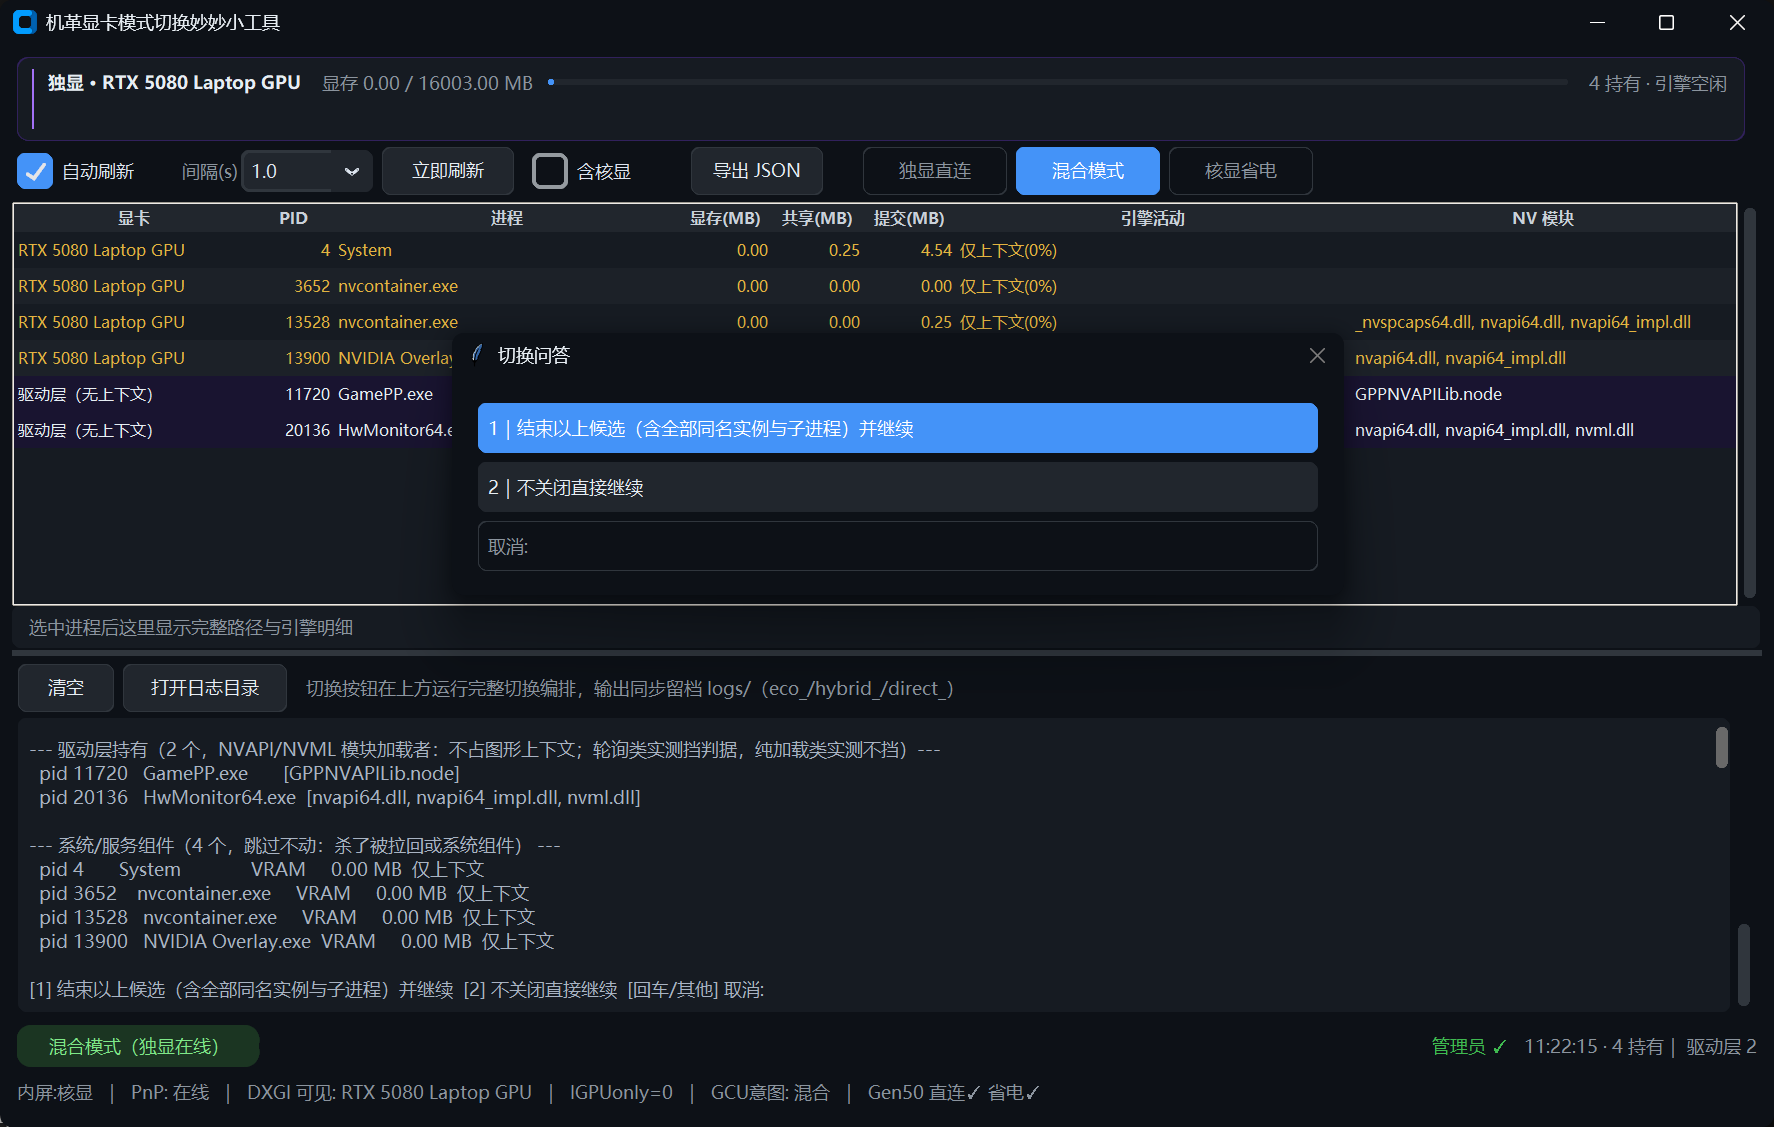 机革显卡模式切换妙妙小工具
独显 • RTX 5080 Laptop GPU 显存 0.00 / 16003.00 MB 4 持有 · 引擎空闲
自动刷新 间隔(s) 1.0 立即刷新 含核显 导出 JSON 独显直连 混合模式 核显省电
显卡 PID 进程 显存(MB) 共享(MB) 提交(MB) 引擎活动 NV 模块
RTX 5080 Laptop GPU 4 System 0.00 0.25 4.54 仅上下文(0%)
RTX 5080 Laptop GPU 3652 nvcontainer.exe 0.00 0.00 0.00 仅上下文(0%)
RTX 5080 Laptop GPU 13528 nvcontainer.exe 0.00 0.00 0.25 仅上下文(0%) _nvspcaps64.dll, nvapi64.dll, nvapi64_impl.dll
RTX 5080 Laptop GPU 13900 NVIDIA Overlay nvapi64.dll, nvapi64_impl.dll
驱动层（无上下文） 11720 GamePP.exe GPPNVAPILib.node
驱动层（无上下文） 20136 HwMonitor64.e nvapi64.dll, nvapi64_impl.dll, nvml.dll
切换问答
1 | 结束以上候选（含全部同名实例与子进程）并继续
2 | 不关闭直接继续
取消:
选中进程后这里显示完整路径与引擎明细
清空 打开日志目录 切换按钮在上方运行完整切换编排，输出同步留档 logs/（eco_/hybrid_/direct_）
--- 驱动层持有（2 个，NVAPI/NVML 模块加载者：不占图形上下文；轮询类实测挡判据，纯加载类实测不挡）---
pid 11720 GamePP.exe [GPPNVAPILib.node]
pid 20136 HwMonitor64.exe [nvapi64.dll, nvapi64_impl.dll, nvml.dll]
--- 系统/服务组件（4 个，跳过不动：杀了被拉回或系统组件） ---
pid 4 System VRAM 0.00 MB 仅上下文
pid 3652 nvcontainer.exe VRAM 0.00 MB 仅上下文
pid 13528 nvcontainer.exe VRAM 0.00 MB 仅上下文
pid 13900 NVIDIA Overlay.exe VRAM 0.00 MB 仅上下文
[1] 结束以上候选（含全部同名实例与子进程）并继续 [2] 不关闭直接继续 [回车/其他] 取消:
混合模式（独显在线） 管理员 ✓ 11:22:15 · 4 持有 | 驱动层 2
内屏:核显 | PnP: 在线 | DXGI 可见: RTX 5080 Laptop GPU | IGPUonly=0 | GCU意图: 混合 | Gen50 直连✓ 省电✓